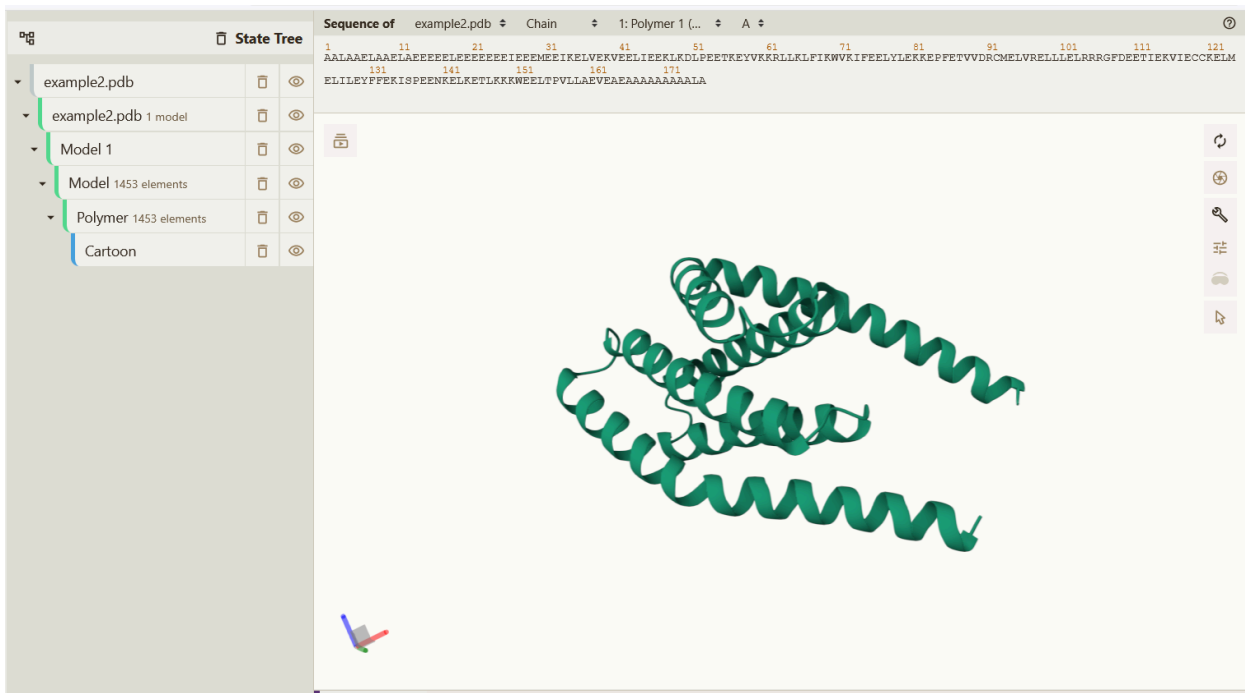 State Tree
example2.pdb
example2.pdb 1 model
Model 1
Model 1453 elements
Polymer 1453 elements
Cartoon
Sequence of example2.pdb Chain 1: Polymer 1 (... A
1 11 21 31 41 51 61 71 81 91 101 111 121
AALAAELAAELAEEEEELEEEEEEEIEEEMEEIKELVEKVEELIEEKLKDLPEETKEYVKKRLLKLFIKWVKIFEELYLEKKEPFETVVDRCMELVRELLLELRRRGFDEETIEKVIECCKELM
131 141 151 161 171
ELILEYFFEKISPEENKELKETLKKKWEELTPVLLAEVEAEAAAAAAAAALA